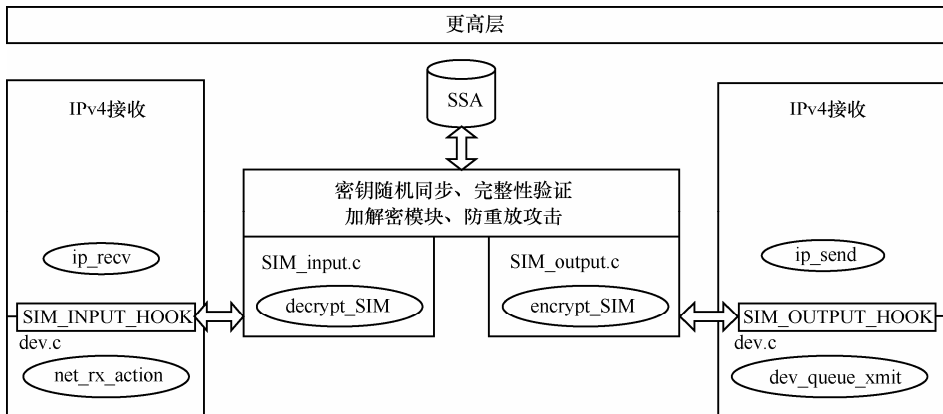 更高层
SSA
IPv4接收
IPv4接收
密钥随机同步、完整性验证
加解密模块、防重放攻击
ip_recv
SIM_input.c
SIM_output.c
ip_send
decrypt_SIM
encrypt_SIM
SIM_INPUT_HOOK
SIM_OUTPUT_HOOK
dev.c
dev.c
net_rx_action
dev_queue_xmit